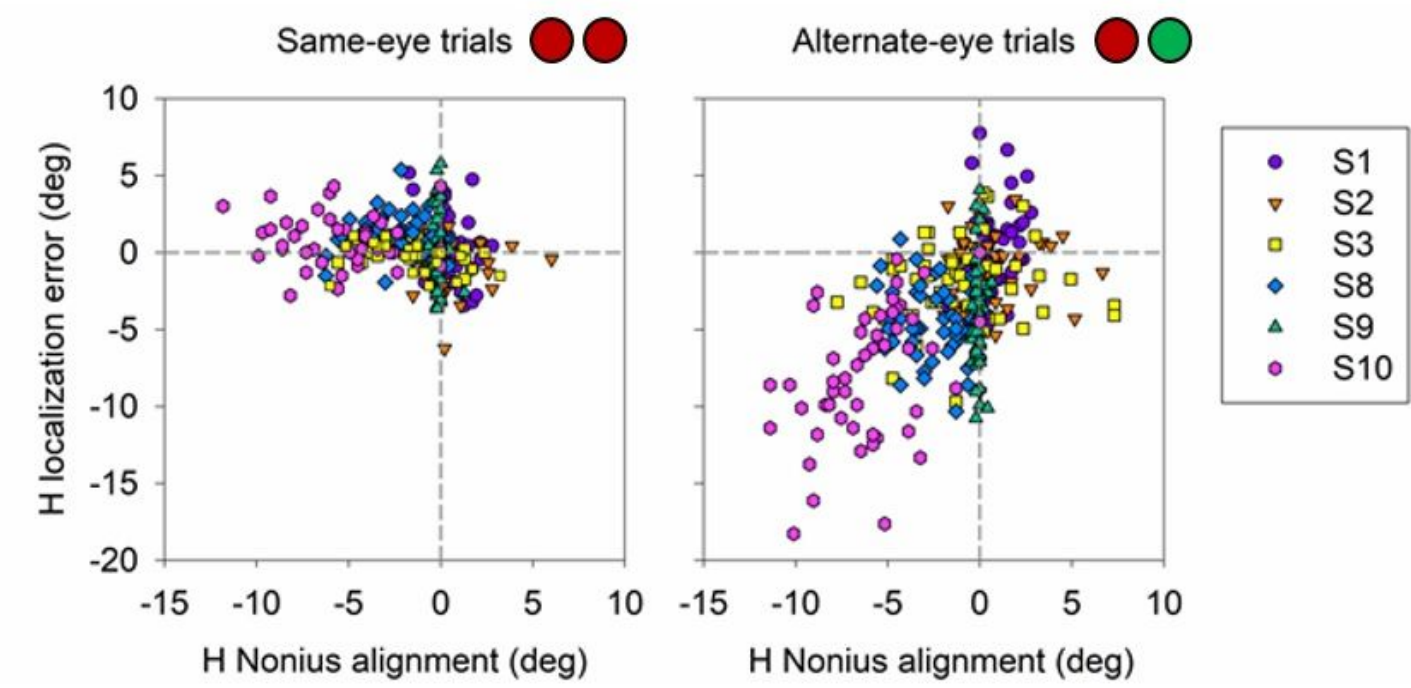 Same-eye trials
Alternate-eye trials
H localization error (deg)
10
5
0
-5
-10
-15
-20
-15 -10 -5 0 5 10
-15 -10 -5 0 5 10
H Nonius alignment (deg)
H Nonius alignment (deg)
S1
S2
S3
S8
S9
S10